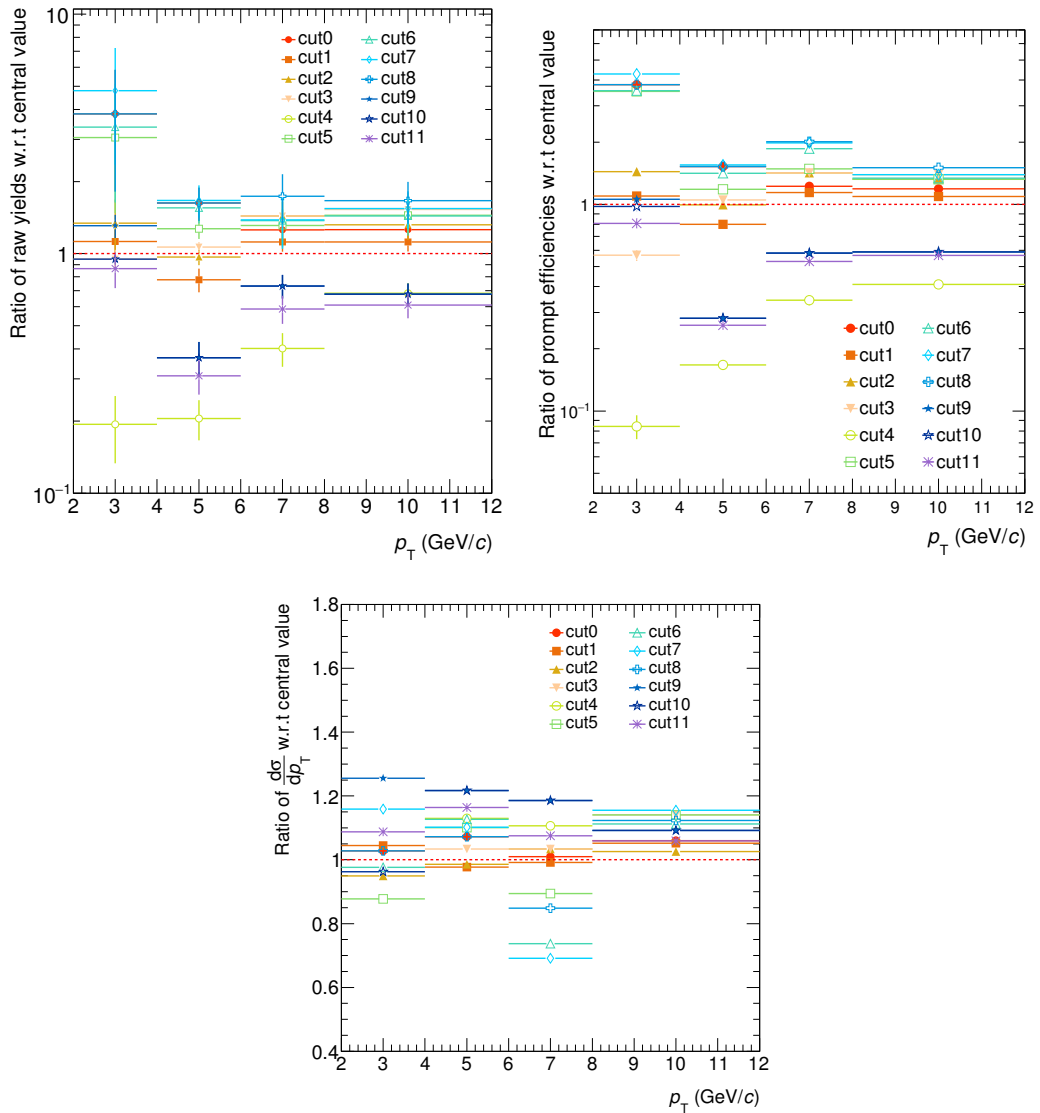 Ratio of raw yields w.r.t central value
10
1
10⁻¹
cut0 cut6
cut1 cut7
cut2 cut8
cut3 cut9
cut4 cut10
cut5 cut11
2 3 4 5 6 7 8 9 10 11 12
p_T (GeV/c)
Ratio of prompt efficiencies w.r.t central value
1
10⁻¹
cut0 cut6
cut1 cut7
cut2 cut8
cut3 cut9
cut4 cut10
cut5 cut11
2 3 4 5 6 7 8 9 10 11 12
p_T (GeV/c)
Ratio of dσ/dp_T w.r.t central value
1.8
1.6
1.4
1.2
1
0.8
0.6
0.4
cut0 cut6
cut1 cut7
cut2 cut8
cut3 cut9
cut4 cut10
cut5 cut11
2 3 4 5 6 7 8 9 10 11 12
p_T (GeV/c)